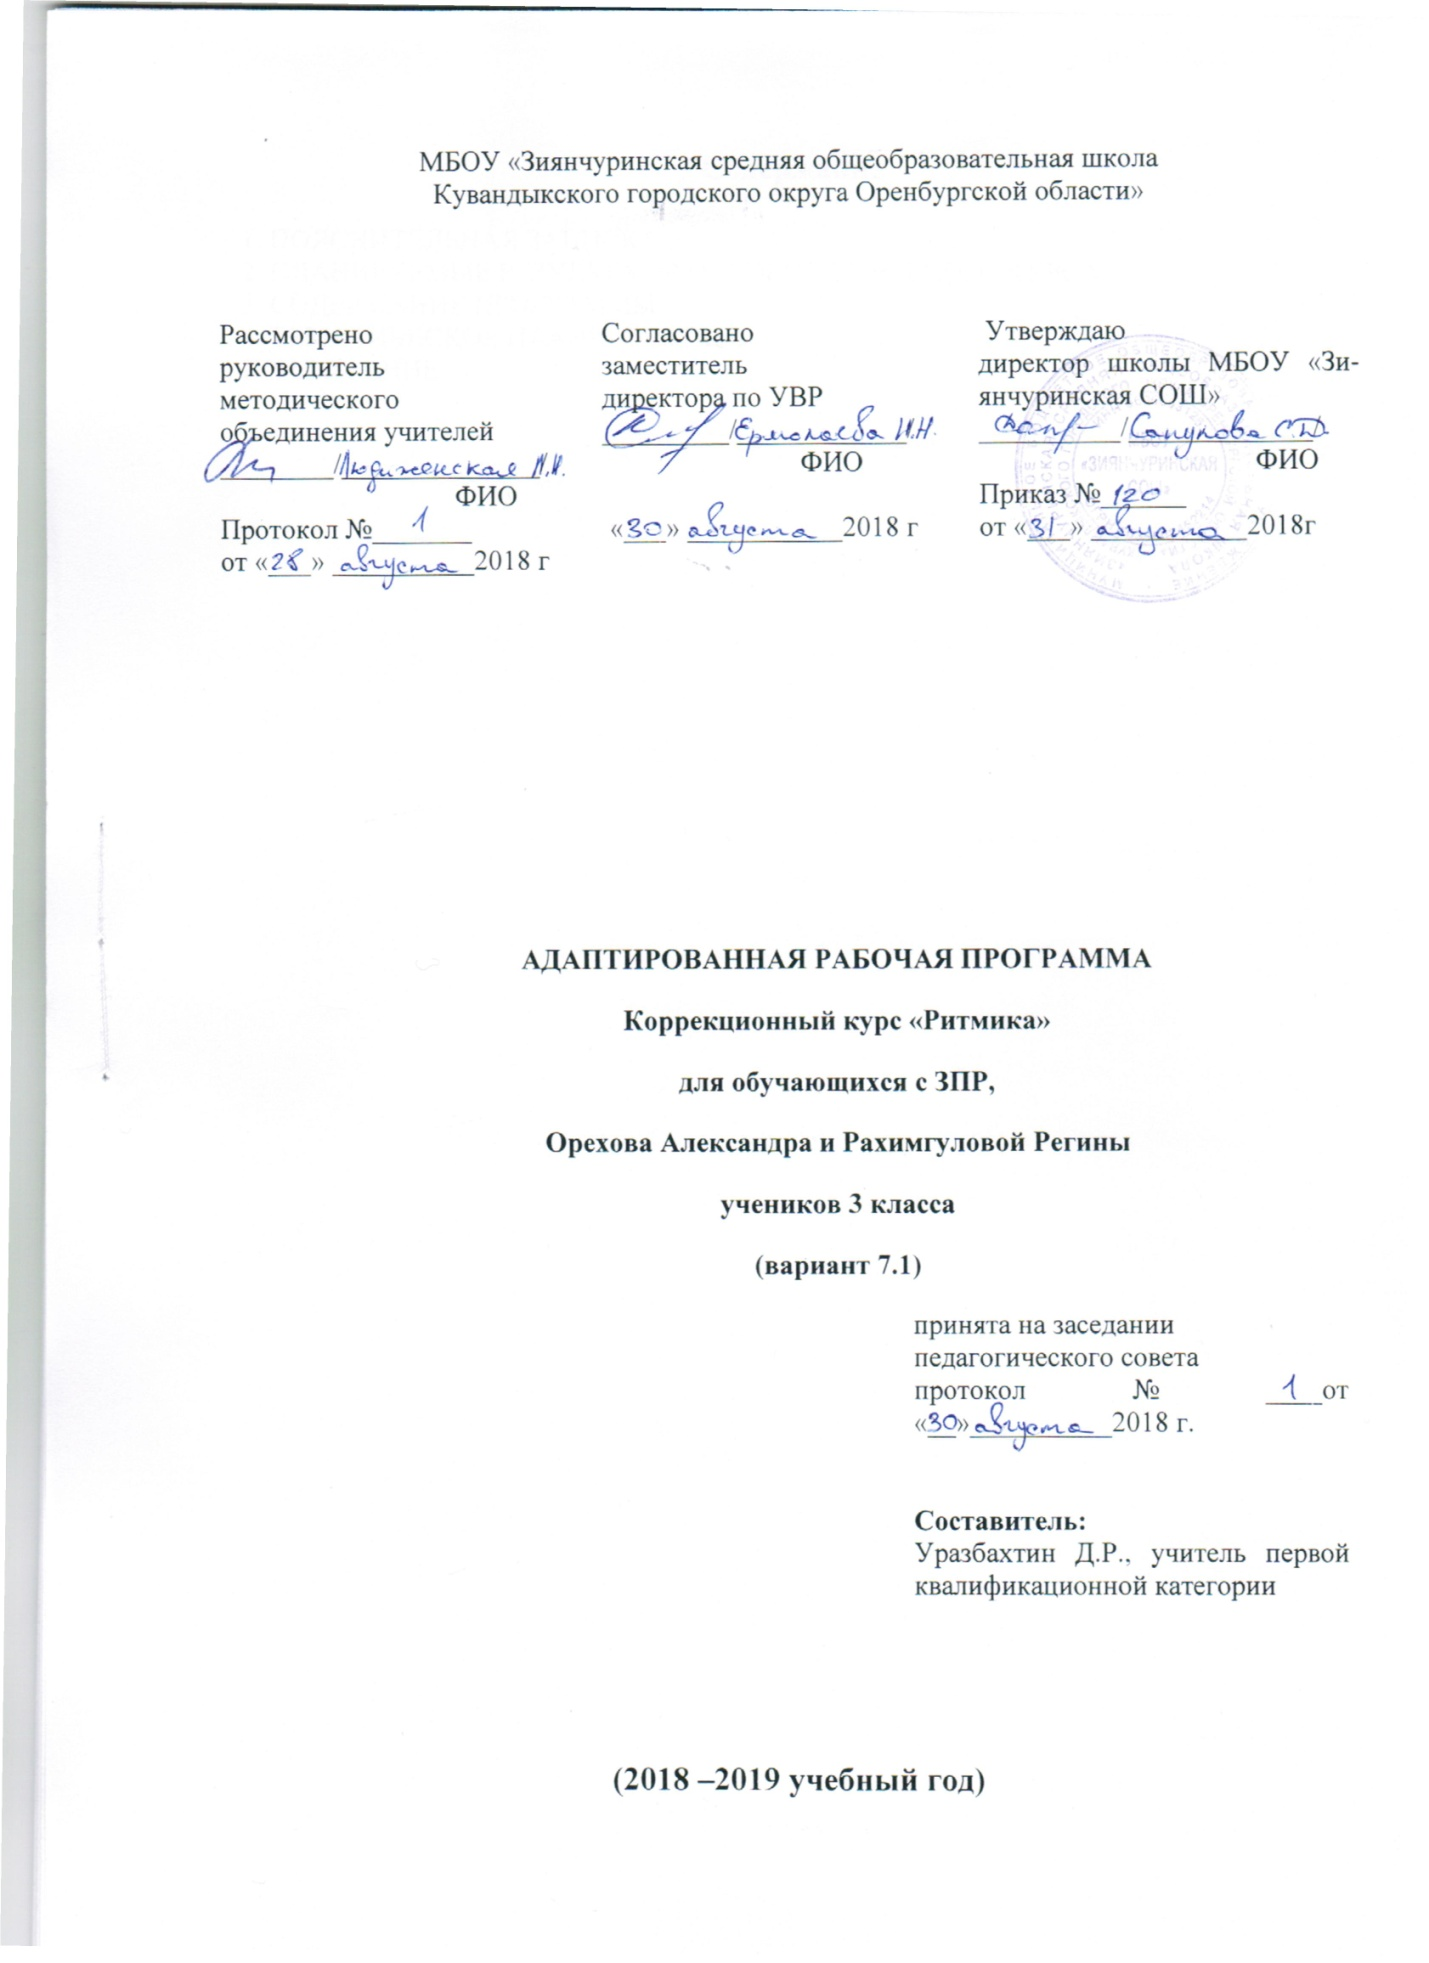 МБОУ «Зиянчуринская средняя общеобразовательная школа
Кувандыкского городского округа Оренбургской области»
Рассмотрено
руководитель
методического
объединения учителей
/Людиженская
ФИО
Протокол № 1
от «28» августа 2018 г
Согласовано
заместитель
директора по УВР
/Ермолаева Н.Н.
ФИО
«30» августа 2018 г
Утверждаю
директор школы МБОУ «Зи-
янчуринская СОШ»
/Сапукова С.Д.
ФИО
Приказ № 120
от «31» августа 2018г
«ЗИЯНЧУРИНСКАЯ
АДАПТИРОВАННАЯ РАБОЧАЯ ПРОГРАММА
Коррекционный курс «Ритмика»
для обучающихся с ЗПР,
Орехова Александра и Рахимгуловой Регины
учеников 3 класса
(вариант 7.1)
принята на заседании
педагогического совета
протокол № 1 от
«30» августа 2018 г.
Составитель:
Уразбахтин Д.Р., учитель первой
квалификационной категории
(2018 –2019 учебный год)